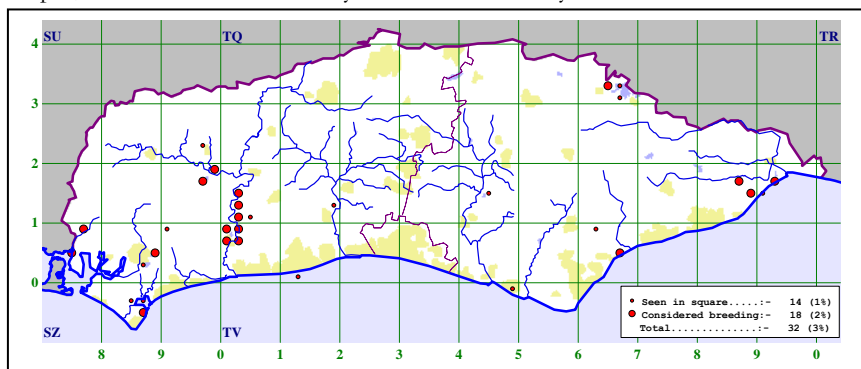 SU TQ TR
4
3
2
1
0
Seen in square.....:- 14 (1%)
Considered breeding:- 18 (2%)
Total..............:- 32 (3%)
SZ TV
8 9 0 1 2 3 4 5 6 7 8 9 0